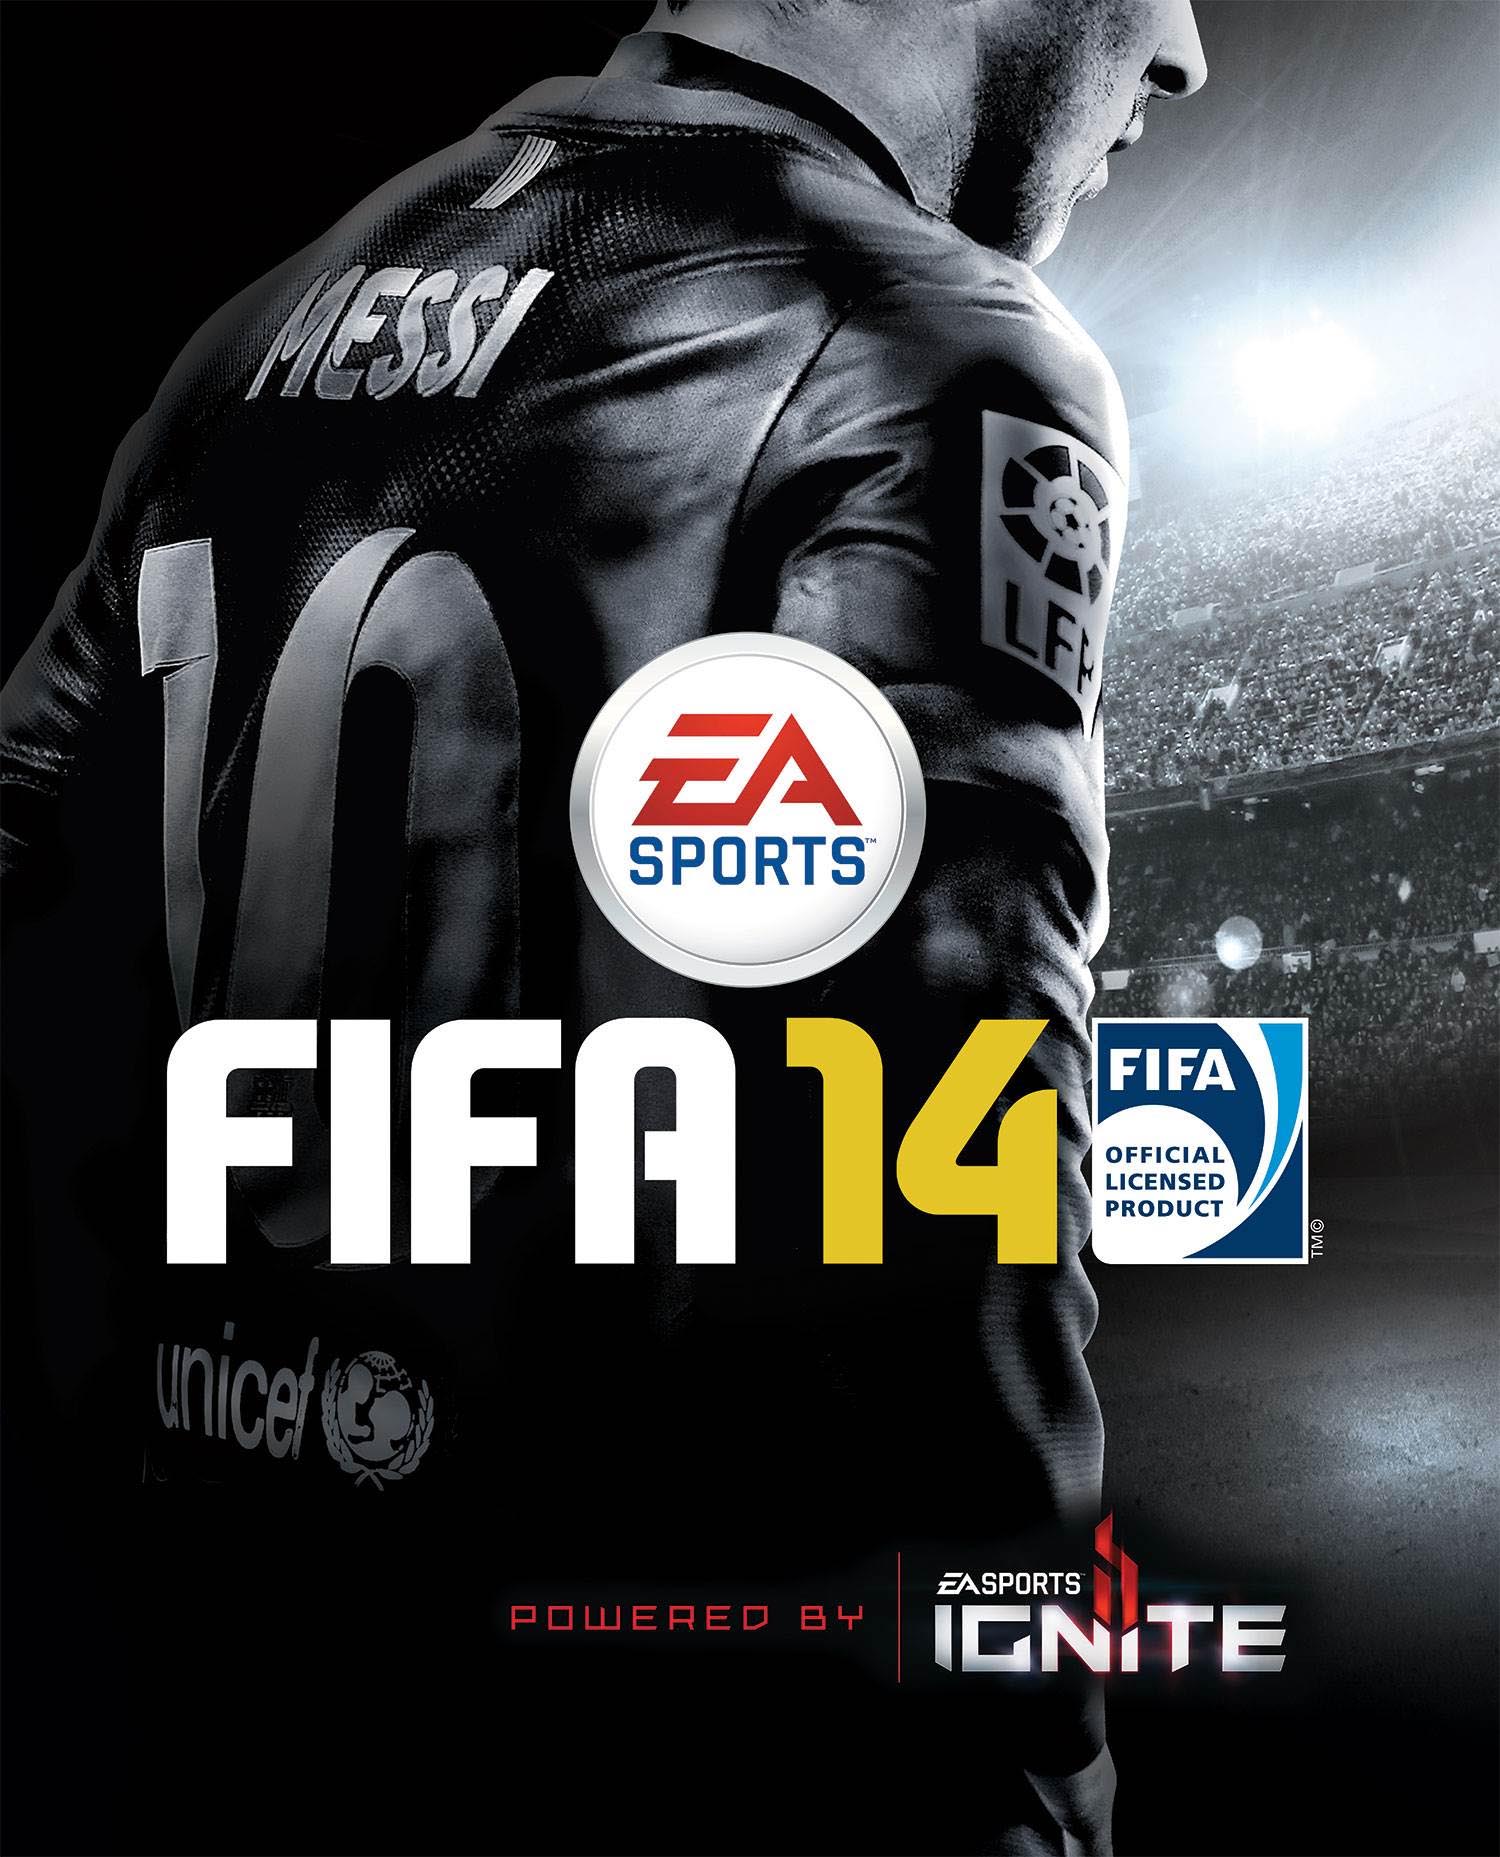 MESSI
10
LFP
EA
SPORTS™
FIFA 14
FIFA
OFFICIAL
LICENSED
PRODUCT
TM©
unicef
POWERED BY
EA SPORTS™
IGNITE